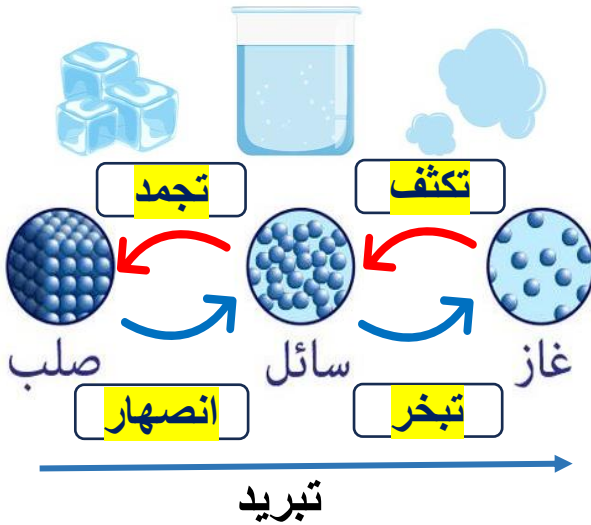 تكثف
تجمد
غاز
سائل
صلب
تبخر
انصهار
تبريد